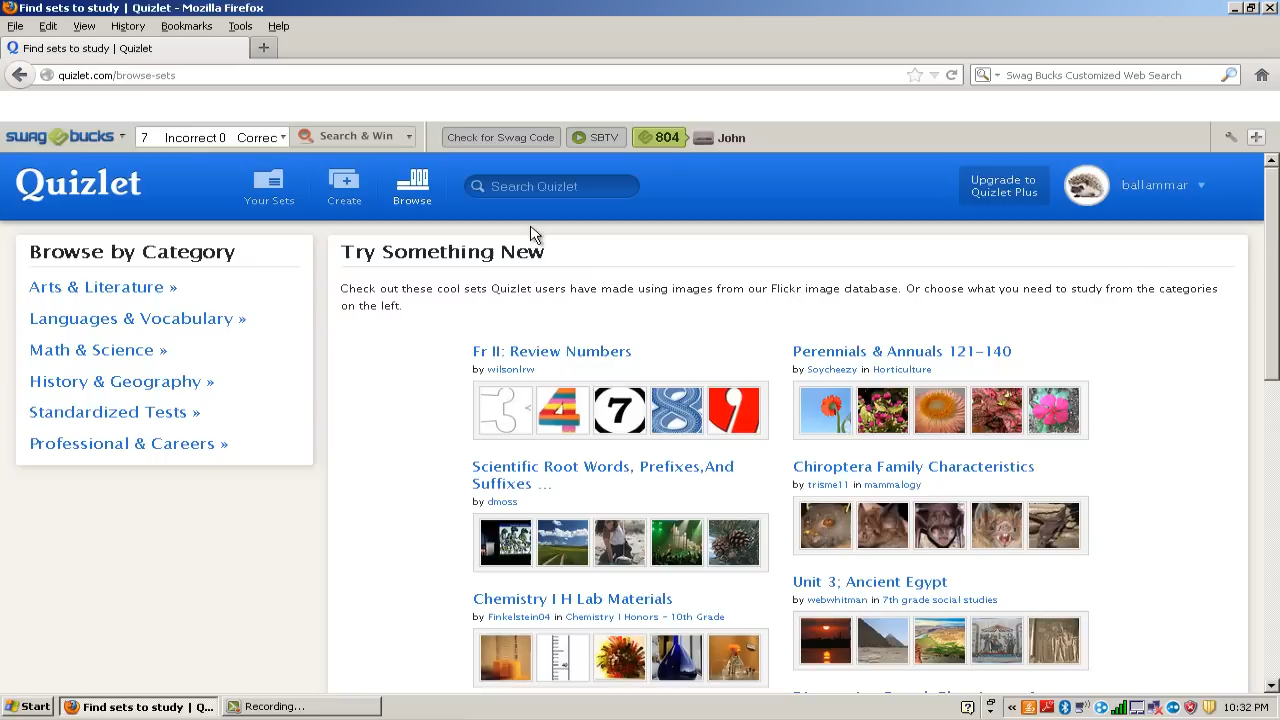 Find sets to study | Quizlet - Mozilla Firefox
File Edit View History Bookmarks Tools Help
Find sets to study | Quizlet
quizlet.com/browse-sets
Swag Bucks Customized Web Search
swag bucks
7 Incorrect 0 Correc
Search & Win
Check for Swag Code
SBTV
804
John
Quizlet
Your Sets
Create
Browse
Search Quizlet
Upgrade to
Quizlet Plus
ballammar
Browse by Category
Arts & Literature »
Languages & Vocabulary »
Math & Science »
History & Geography »
Standardized Tests »
Professional & Careers »
Try Something New
Check out these cool sets Quizlet users have made using images from our Flickr image database. Or choose what you need to study from the categories
on the left.
Fr II: Review Numbers
by wilsonlrw
3 4 7 8 9
Scientific Root Words, Prefixes,And
Suffixes ...
by dmoss
Chemistry I H Lab Materials
by Finkelstein04 in Chemistry I Honors - 10th Grade
Perennials & Annuals 121-140
by Soycheezy in Horticulture
Chiroptera Family Characteristics
by trisme11 in mammalogy
Unit 3; Ancient Egypt
by webwhitman in 7th grade social studies
Start
Find sets to study | Q...
Recording...
10:32 PM